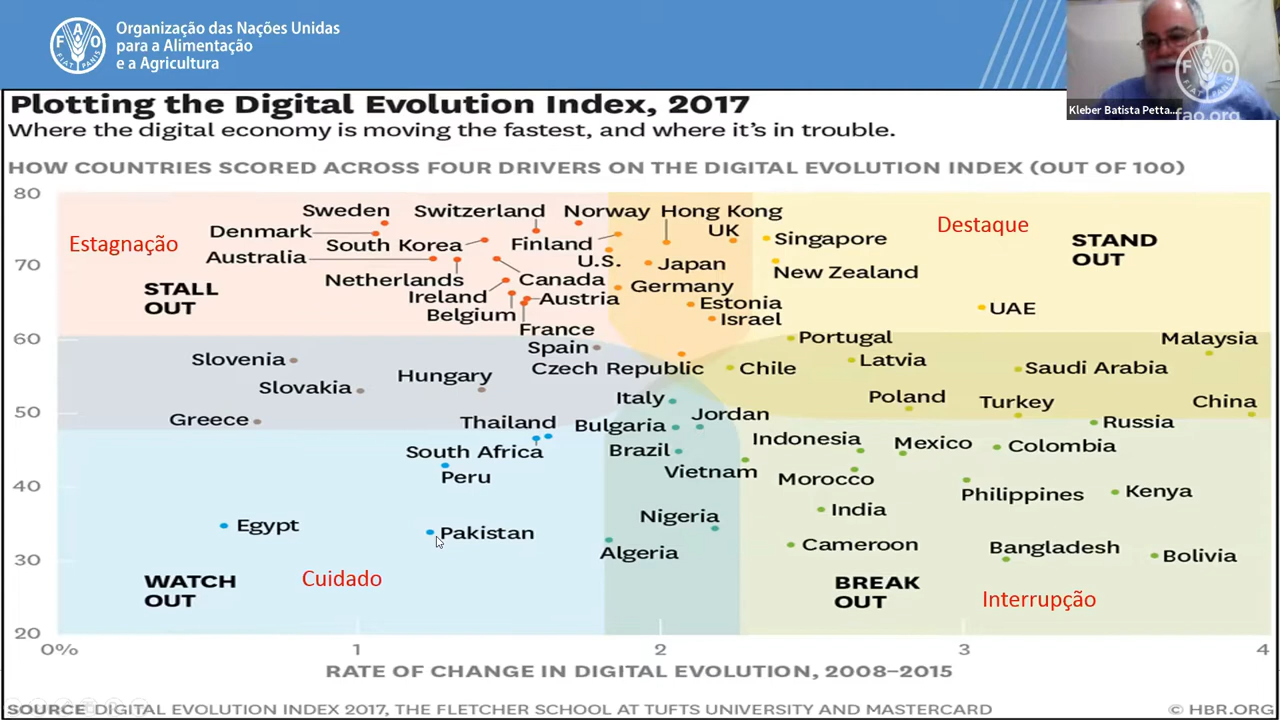 Organização das Nações Unidas
para a Alimentação
e a Agricultura
FAO
FIAT PANIS
FAO
fao.org
Kleber Batista Petta...
Plotting the Digital Evolution Index, 2017
Where the digital economy is moving the fastest, and where it's in trouble.
HOW COUNTRIES SCORED ACROSS FOUR DRIVERS ON THE DIGITAL EVOLUTION INDEX (OUT OF 100)
80
Sweden
Switzerland
Norway
Hong Kong
Denmark
UK
Estagnação
South Korea
Finland
Singapore
Destaque
STAND
OUT
Australia
U.S.
Japan
70
Netherlands
Canada
New Zealand
STALL
OUT
Ireland
Austria
Germany
Estonia
UAE
Belgium
Israel
France
60
Spain
Portugal
Malaysia
Slovenia
Czech Republic
Chile
Latvia
Saudi Arabia
Slovakia
Hungary
Italy
Poland
Turkey
China
50
Greece
Thailand
Bulgaria
Jordan
Russia
South Africa
Brazil
Indonesia
Mexico
Colombia
Peru
Vietnam
Morocco
40
Philippines
Kenya
Egypt
Pakistan
Nigeria
India
Algeria
Cameroon
Bangladesh
Bolivia
30
WATCH
OUT
Cuidado
BREAK
OUT
Interrupção
20
0%
1
2
3
4
RATE OF CHANGE IN DIGITAL EVOLUTION, 2008–2015
SOURCE DIGITAL EVOLUTION INDEX 2017, THE FLETCHER SCHOOL AT TUFTS UNIVERSITY AND MASTERCARD
© HBR.ORG